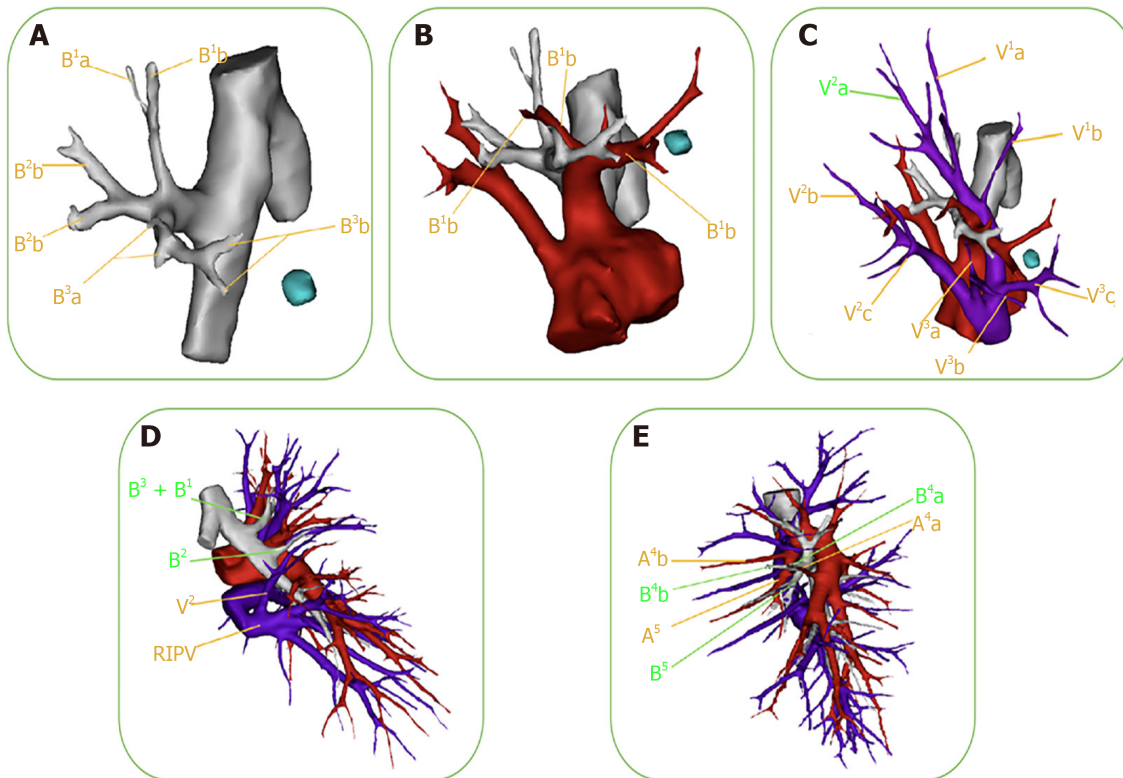 A
B¹a
B¹b
B²b
B²b
B³b
B³a
B
B¹b
B¹b
B¹b
C
V¹a
V²a
V¹b
V²b
V²c
V³a
V³b
V³c
D
B³ + B¹
B²
V²
RIPV
E
B⁴a
A⁴a
A⁴b
B⁴b
A⁵
B⁵